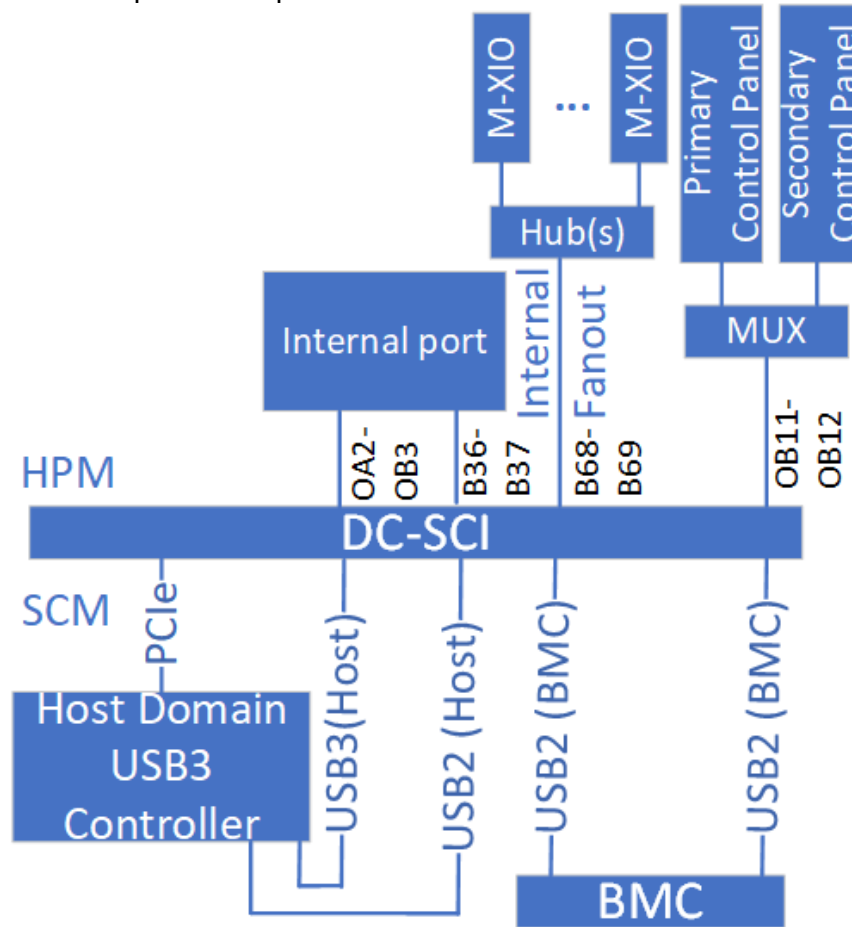 M-XIO
...
M-XIO
Primary
Control Panel
Secondary
Control Panel
Hub(s)
Internal port
Internal
Fanout
MUX
OA2-
OB3
B36-
B37
B68-
B69
OB11-
OB12
HPM
DC-SCI
SCM
PCIe
USB3(Host)
USB2 (Host)
USB2 (BMC)
USB2 (BMC)
Host Domain
USB3
Controller
BMC